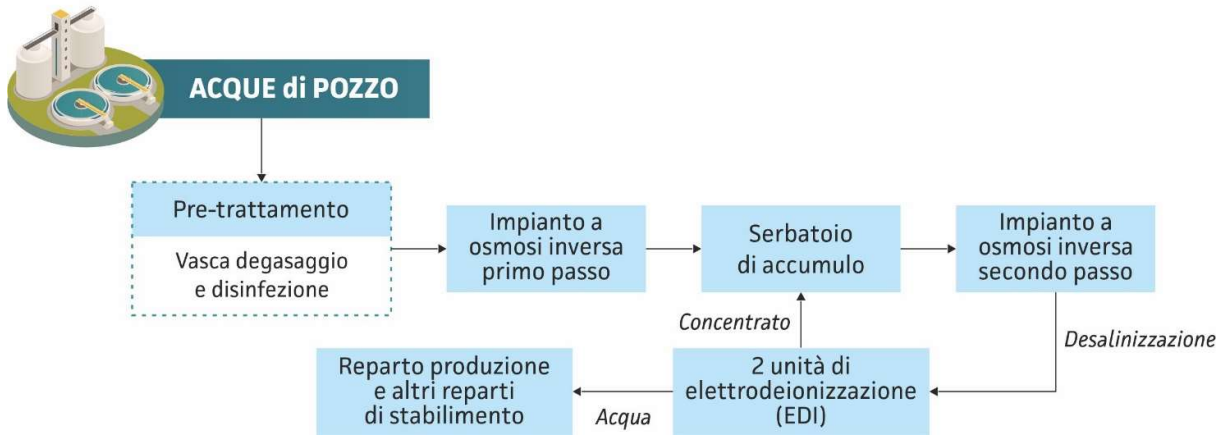 ACQUE di POZZO
Pre-trattamento
Vasca degasaggio
e disinfezione
Impianto a
osmosi inversa
primo passo
Serbatoio
di accumulo
Impianto a
osmosi inversa
secondo passo
Concentrato
Desalinizzazione
2 unità di
elettrodeionizzazione
(EDI)
Acqua
Reparto produzione
e altri reparti
di stabilimento